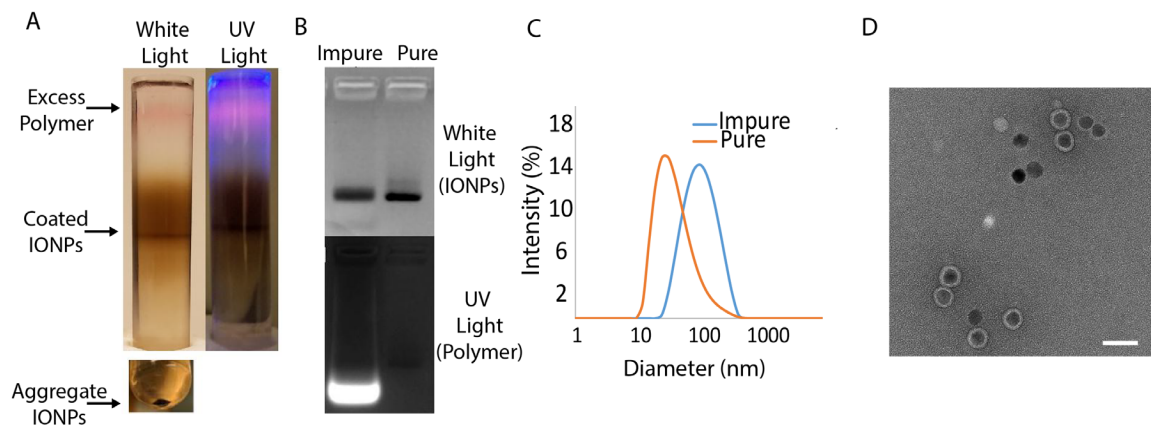 A
White
Light
UV
Light
Excess
Polymer
Coated
IONPs
Aggregate
IONPs
B
Impure
Pure
White
Light
(IONPs)
UV
Light
(Polymer)
C
18
14
10
6
2
Intensity (%)
Impure
Pure
1
10
100
1000
Diameter (nm)
D